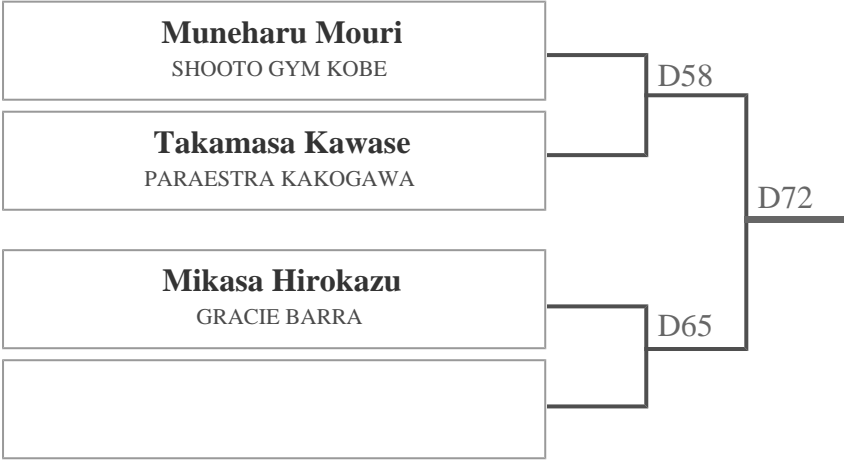 Muneharu Mouri
SHOOTO GYM KOBE
D58
Takamasa Kawase
PARAESTRA KAKOGAWA
D72
Mikasa Hirokazu
GRACIE BARRA
D65